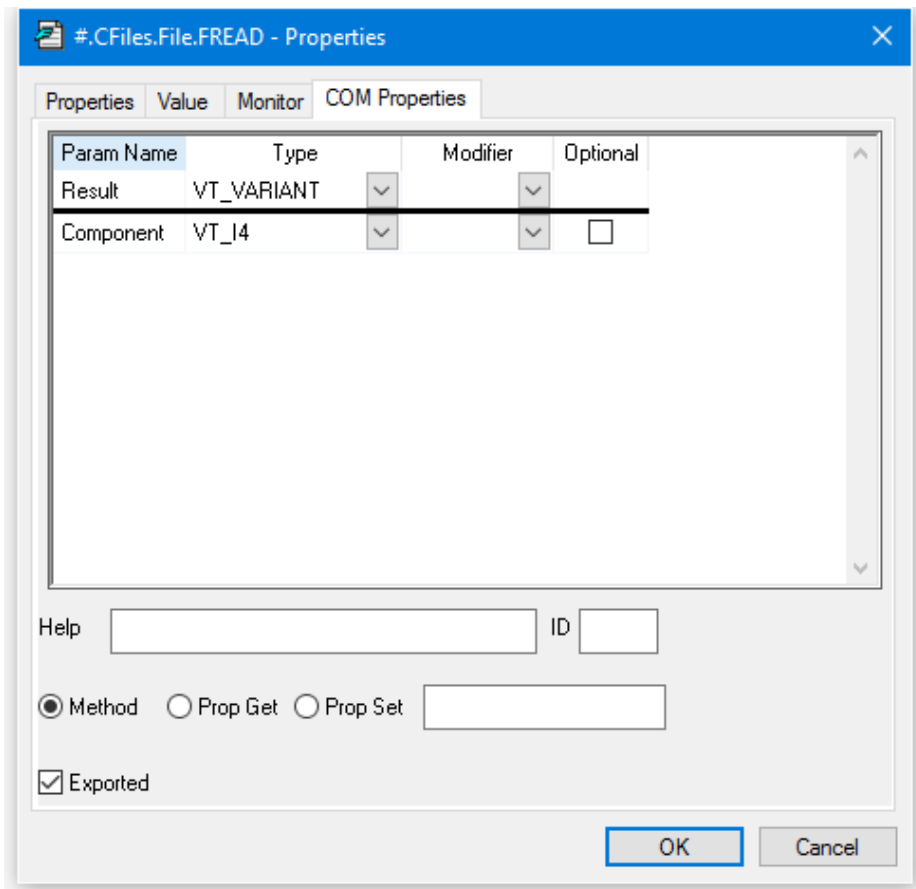 #.CFiles.File.FREAD - Properties
Properties Value Monitor COM Properties
Param Name Type Modifier Optional
Result VT_VARIANT
Component VT_I4
Help ID
Method Prop Get Prop Set
Exported
OK Cancel